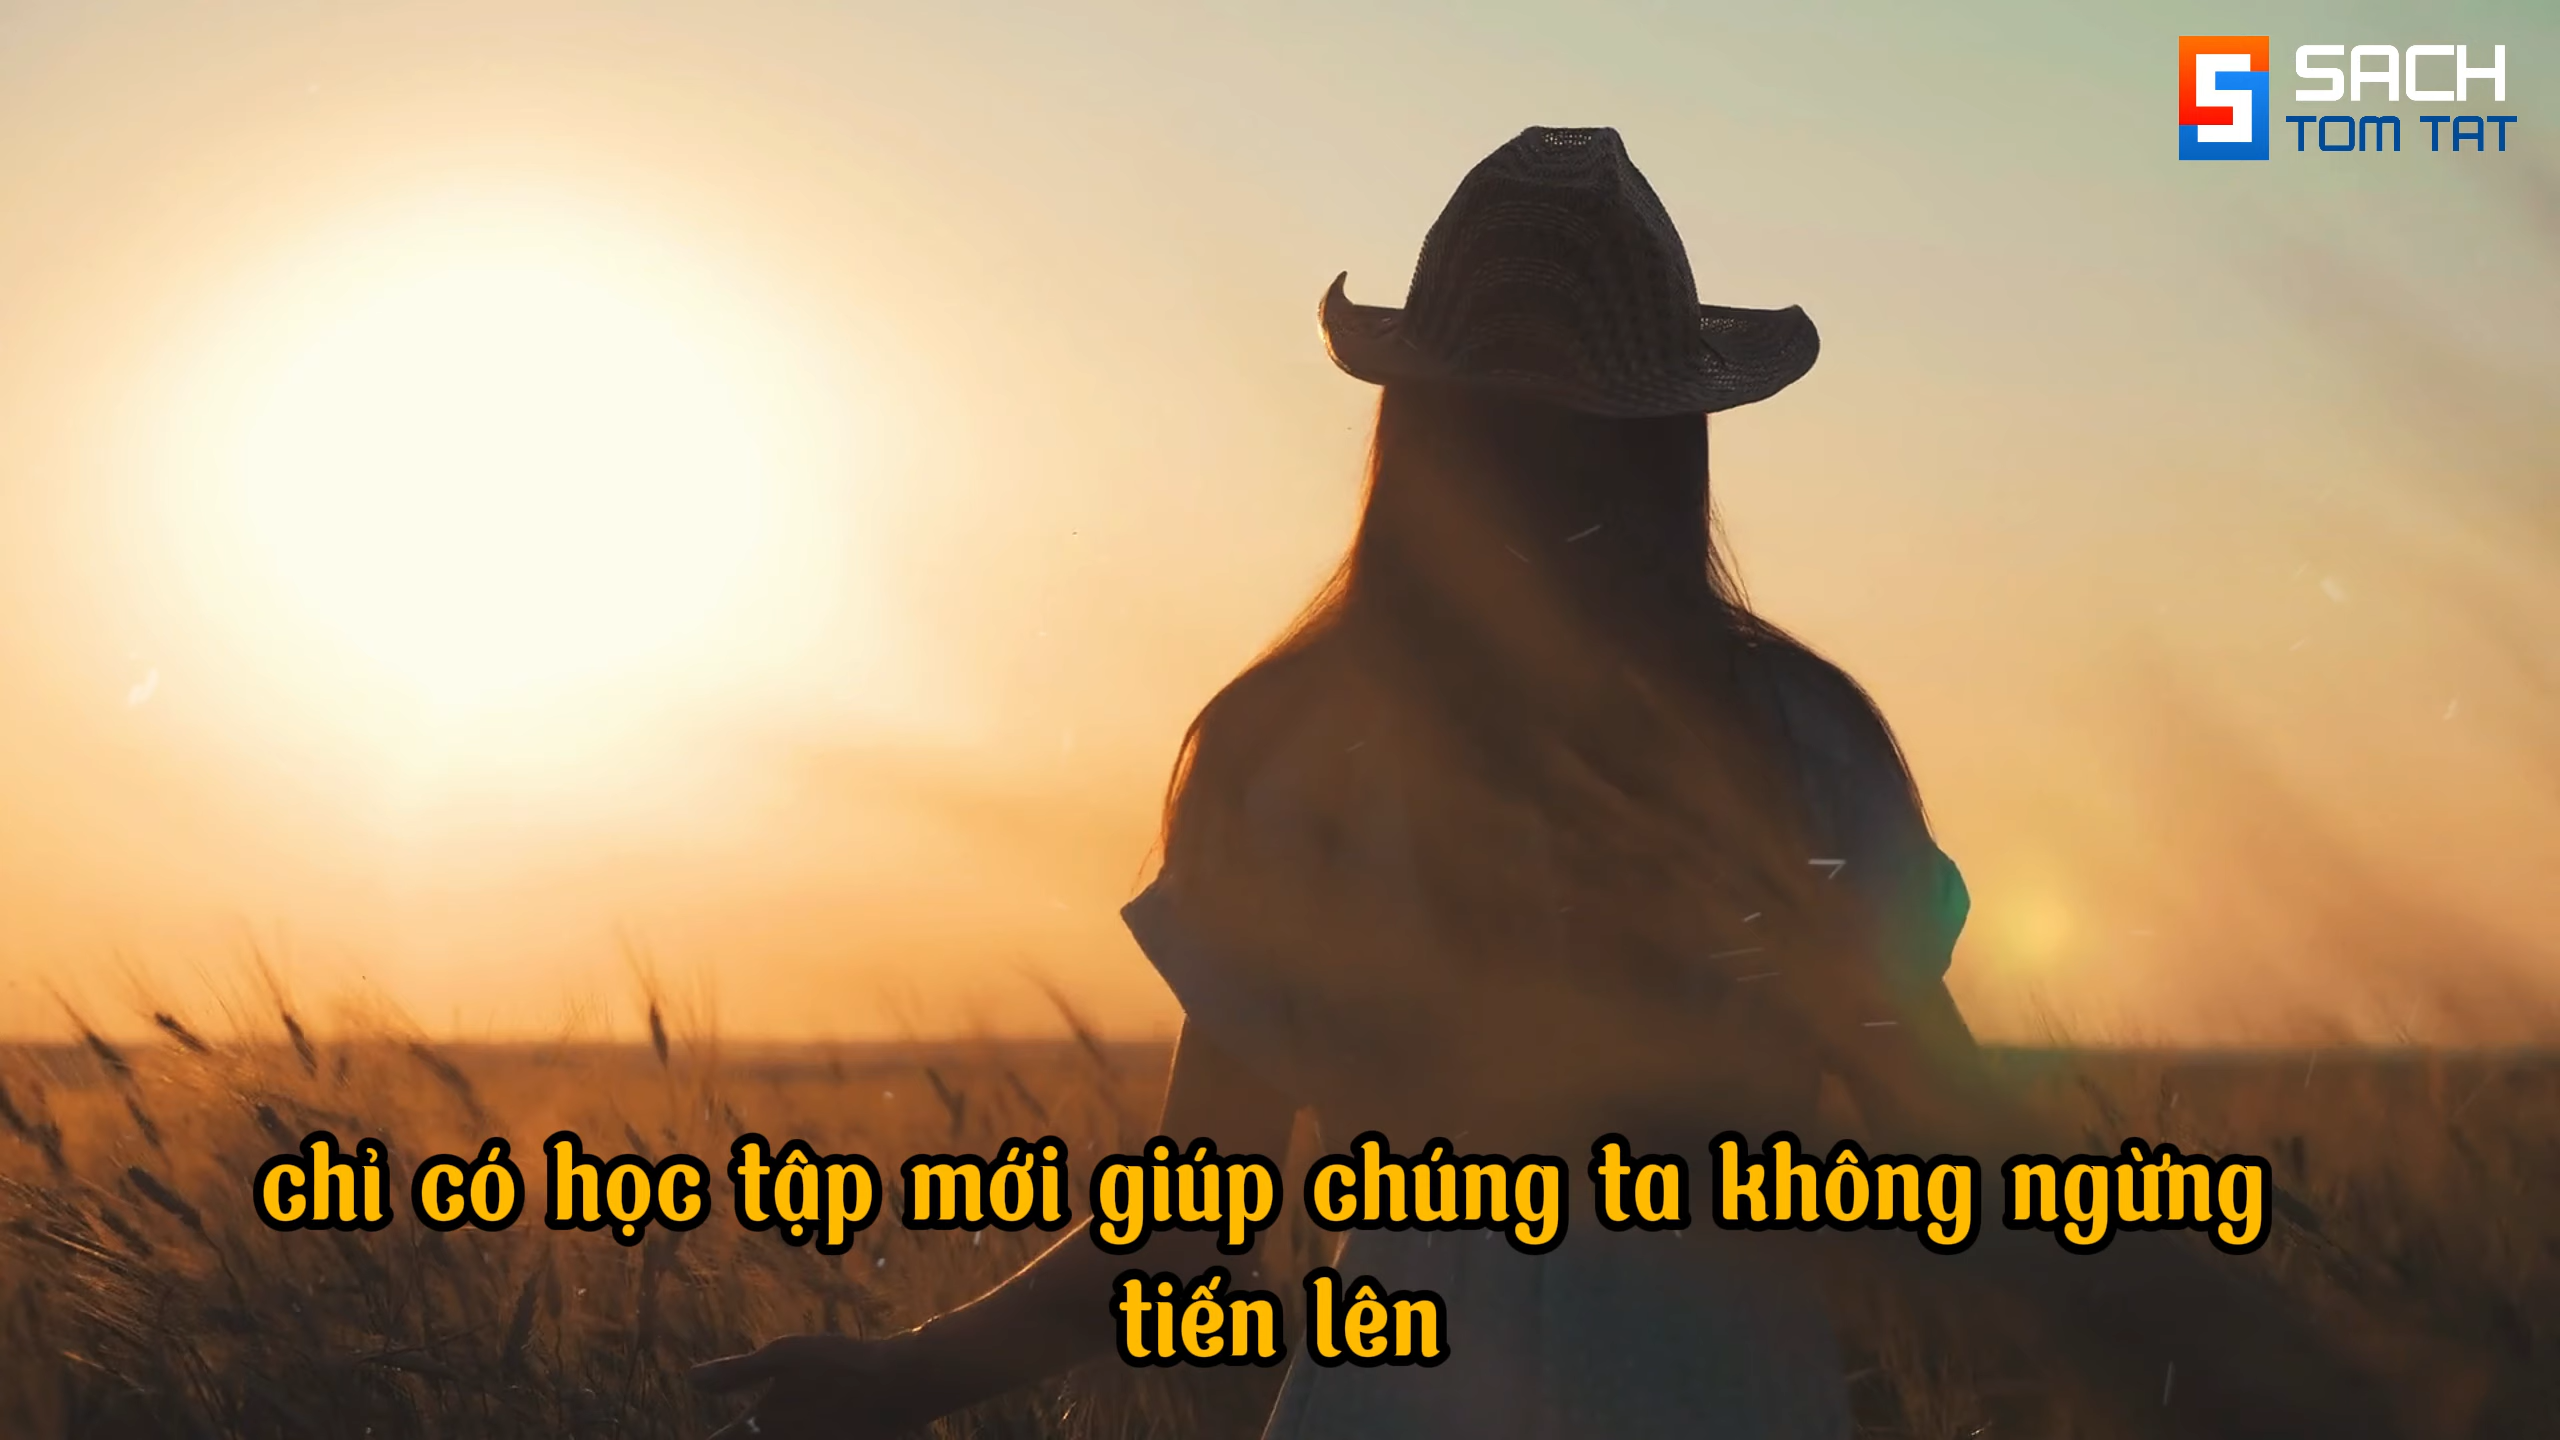 SACH
TOM TAT
chỉ có học tập mới giúp chúng ta không ngừng
tiến lên